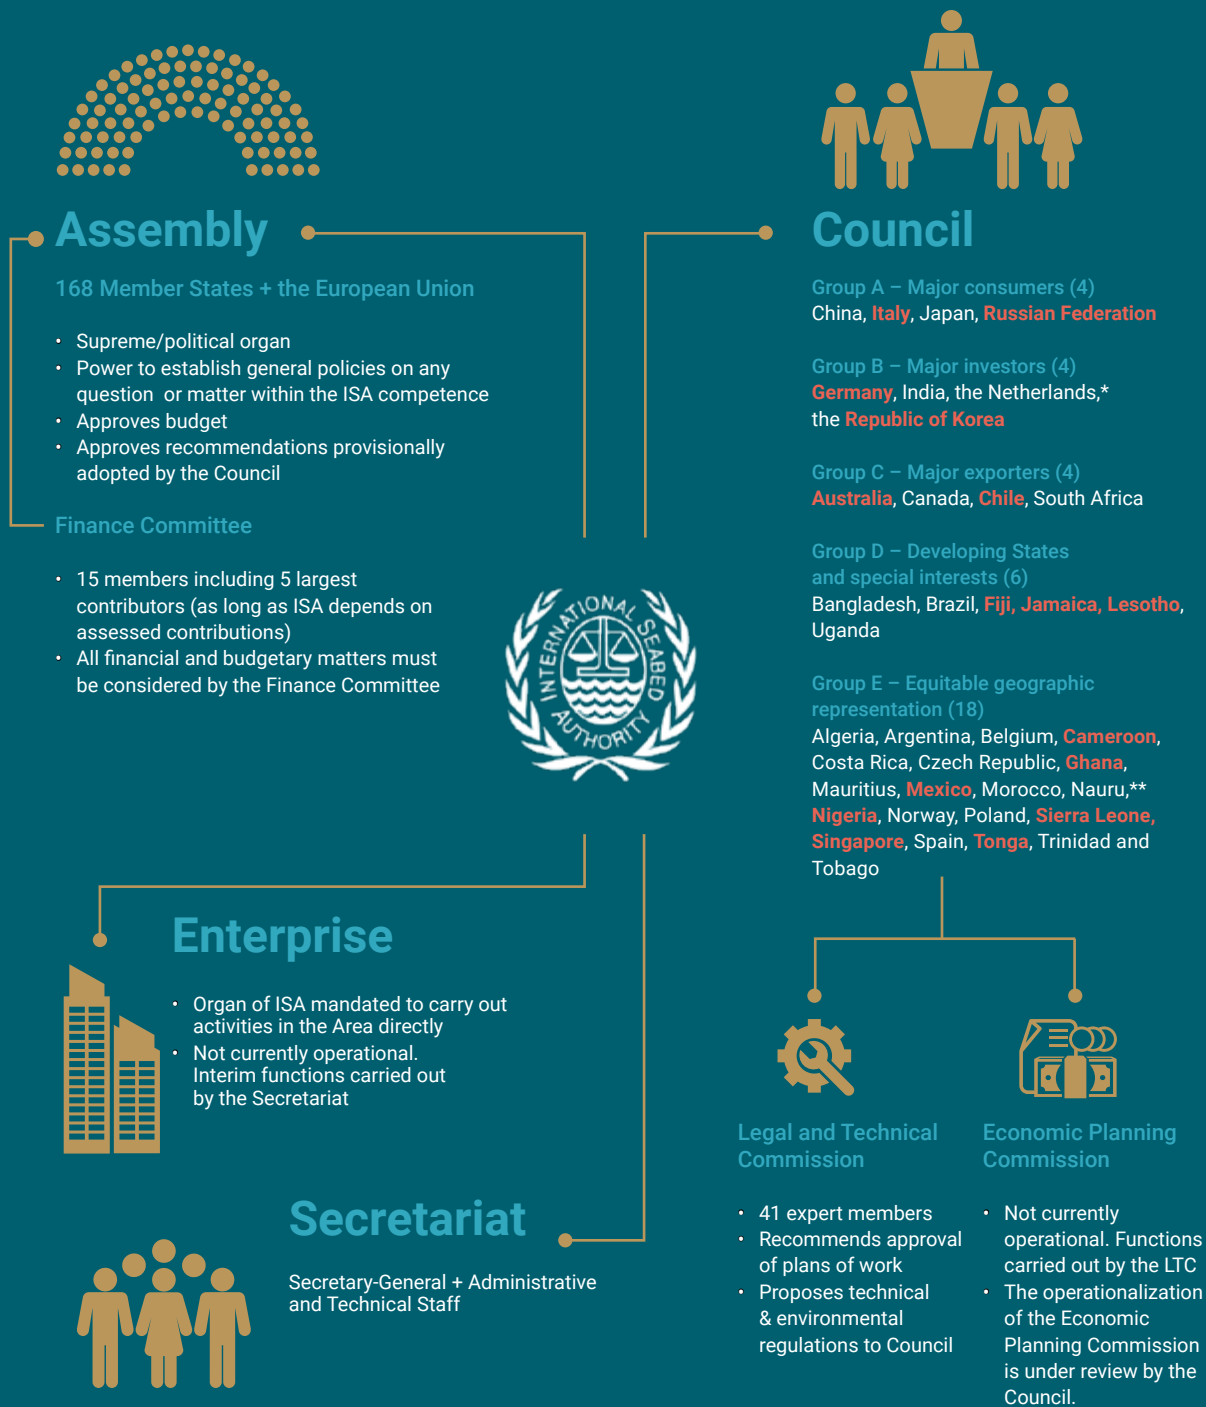 Assembly
168 Member States + the European Union
• Supreme/political organ
• Power to establish general policies on any
question or matter within the ISA competence
• Approves budget
• Approves recommendations provisionally
adopted by the Council
Finance Committee
• 15 members including 5 largest
contributors (as long as ISA depends on
assessed contributions)
• All financial and budgetary matters must
be considered by the Finance Committee
Council
Group A – Major consumers (4)
China, Italy, Japan, Russian Federation
Group B – Major investors (4)
Germany, India, the Netherlands,*
the Republic of Korea
Group C – Major exporters (4)
Australia, Canada, Chile, South Africa
Group D – Developing States
and special interests (6)
Bangladesh, Brazil, Fiji, Jamaica, Lesotho,
Uganda
Group E – Equitable geographic
representation (18)
Algeria, Argentina, Belgium, Cameroon,
Costa Rica, Czech Republic, Ghana,
Mauritius, Mexico, Morocco, Nauru,**
Nigeria, Norway, Poland, Sierra Leone,
Singapore, Spain, Tonga, Trinidad and
Tobago
INTERNATIONAL SEABED
AUTHORITY
Enterprise
• Organ of ISA mandated to carry out
activities in the Area directly
• Not currently operational.
Interim functions carried out
by the Secretariat
Secretariat
Secretary-General + Administrative
and Technical Staff
Legal and Technical
Commission
• 41 expert members
• Recommends approval
of plans of work
• Proposes technical
& environmental
regulations to Council
Economic Planning
Commission
• Not currently
operational. Functions
carried out by the LTC
• The operationalization
of the Economic
Planning Commission
is under review by the
Council.